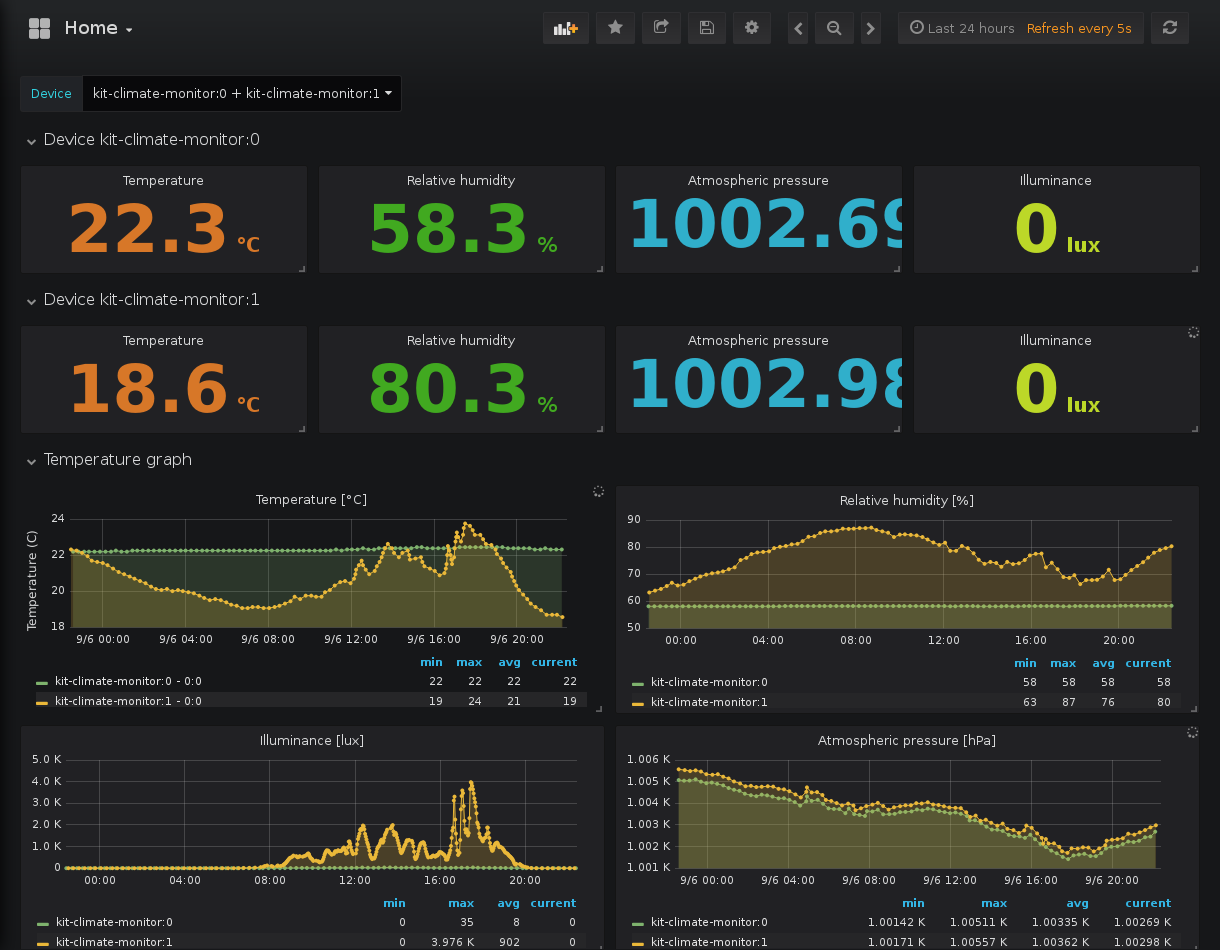 Home
Last 24 hours Refresh every 5s
Device kit-climate-monitor:0 + kit-climate-monitor:1
Device kit-climate-monitor:0
Temperature Relative humidity Atmospheric pressure Illuminance
22.3 °C 58.3 % 1002.69 0 lux
Device kit-climate-monitor:1
Temperature Relative humidity Atmospheric pressure Illuminance
18.6 °C 80.3 % 1002.98 0 lux
Temperature graph
Temperature [°C]
Temperature (C)
24
22
20
18
9/6 00:00 9/6 04:00 9/6 08:00 9/6 12:00 9/6 16:00 9/6 20:00
min max avg current
kit-climate-monitor:0 - 0:0 22 22 22 22
kit-climate-monitor:1 - 0:0 19 24 21 19
Relative humidity [%]
90
80
70
60
50
00:00 04:00 08:00 12:00 16:00 20:00
min max avg current
kit-climate-monitor:0 58 58 58 58
kit-climate-monitor:1 63 87 76 80
Illuminance [lux]
5.0 K
4.0 K
3.0 K
2.0 K
1.0 K
0
00:00 04:00 08:00 12:00 16:00 20:00
min max avg current
kit-climate-monitor:0 0 35 8 0
kit-climate-monitor:1 0 3.976 K 902 0
Atmospheric pressure [hPa]
1.006 K
1.005 K
1.004 K
1.003 K
1.002 K
1.001 K
9/6 00:00 9/6 04:00 9/6 08:00 9/6 12:00 9/6 16:00 9/6 20:00
min max avg current
kit-climate-monitor:0 1.00142 K 1.00511 K 1.00335 K 1.00269 K
kit-climate-monitor:1 1.00171 K 1.00557 K 1.00362 K 1.00298 K